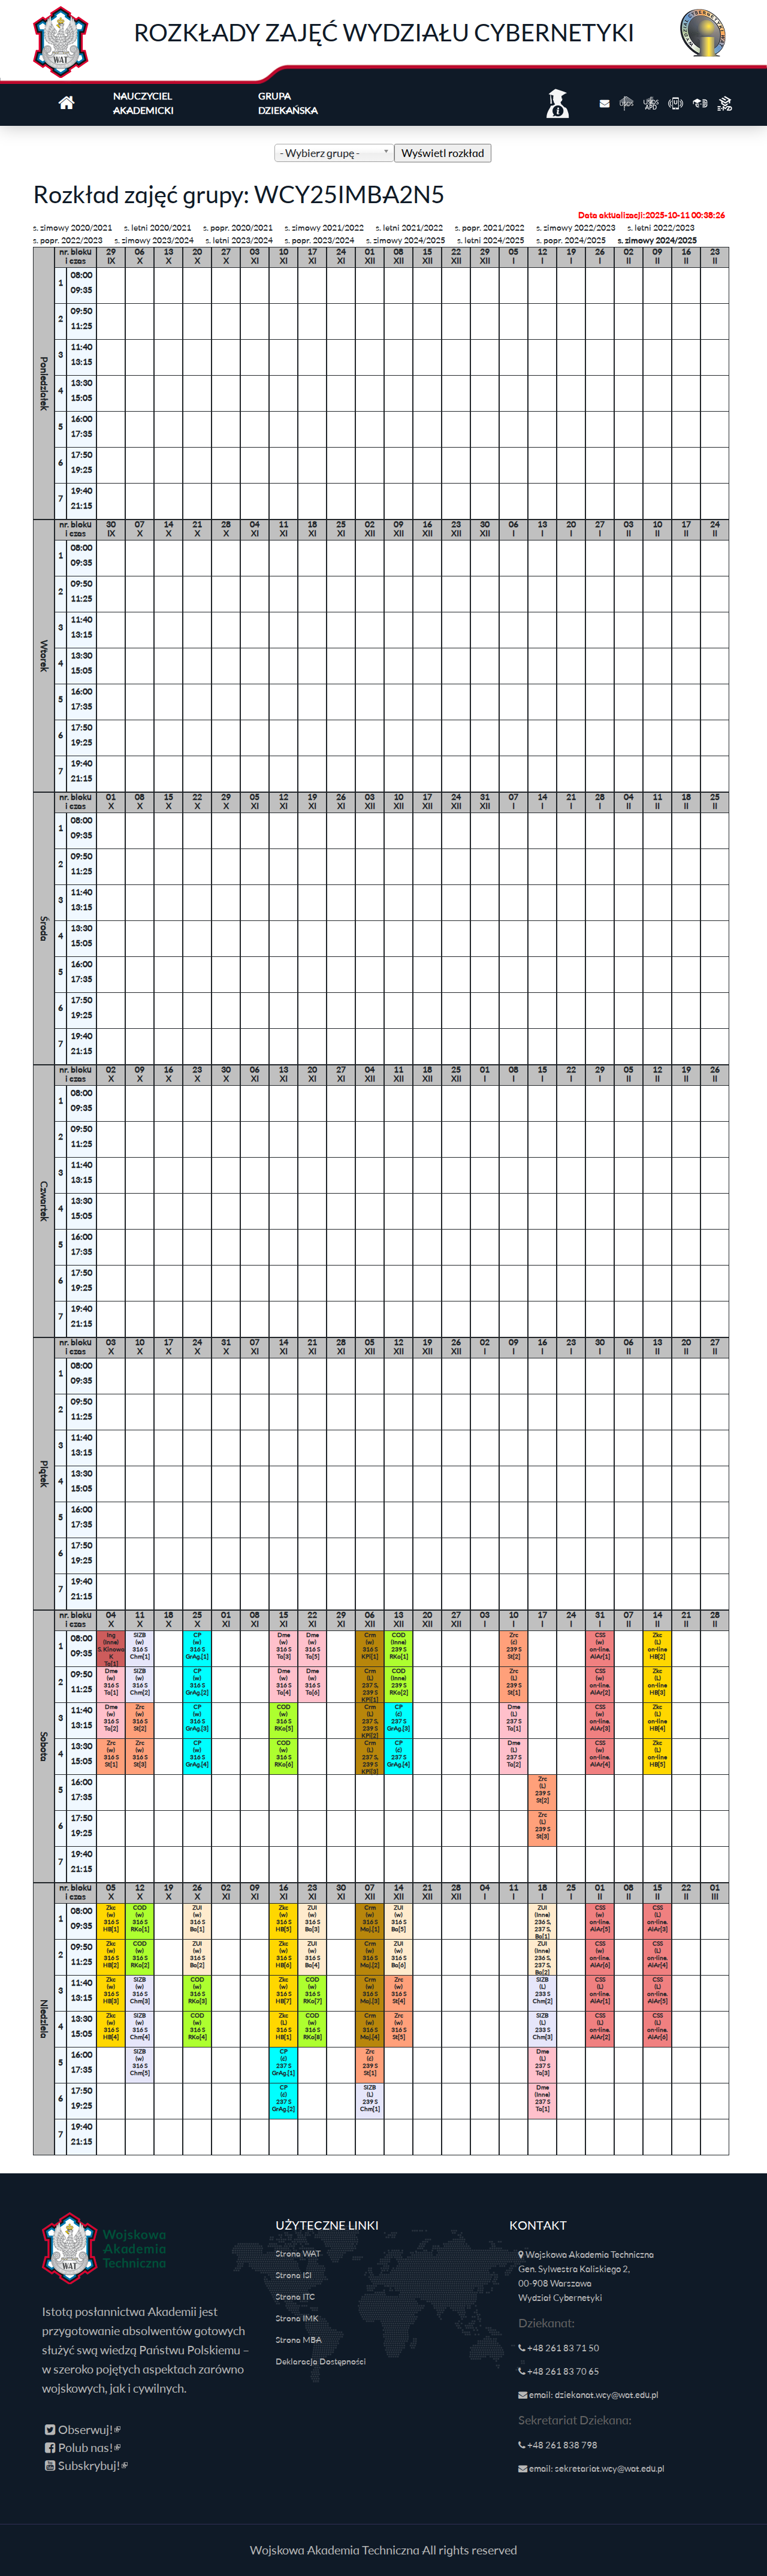 ROZKŁADY ZAJĘĆ WYDZIAŁU CYBERNETYKI
WAT
NAUCZYCIEL
AKADEMICKI
GRUPA
DZIEKAŃSKA
- Wybierz grupę -
Wyświetl rozkład
Rozkład zajęć grupy: WCY25IMBA2N5
Data aktualizacji:2025-10-11 00:38:26
s. zimowy 2020/2021 s. letni 2020/2021 s. popr. 2020/2021 s. zimowy 2021/2022 s. letni 2021/2022 s. popr. 2021/2022 s. zimowy 2022/2023 s. letni 2022/2023
s. popr. 2022/2023 s. zimowy 2023/2024 s. letni 2023/2024 s. popr. 2023/2024 s. zimowy 2024/2025 s. letni 2024/2025 s. popr. 2024/2025 s. zimowy 2024/2025
Poniedziałek
nr. bloku 29 06 13 20 27 03 10 17 24 01 08 15 22 29 05 12 19 26 02 09 16 23
i czas IX X X X X XI XI XI XI XII XII XII XII XII I I I I II II II II
1 08:00 09:35
2 09:50 11:25
3 11:40 13:15
4 13:30 15:05
5 16:00 17:35
6 17:50 19:25
7 19:40 21:15
Wtorek
nr. bloku 30 07 14 21 28 04 11 18 25 02 09 16 23 30 06 13 20 27 03 10 17 24
i czas IX X X X X XI XI XI XI XII XII XII XII XII I I I I II II II II
1 08:00 09:35
2 09:50 11:25
3 11:40 13:15
4 13:30 15:05
5 16:00 17:35
6 17:50 19:25
7 19:40 21:15
Środa
nr. bloku 01 08 15 22 29 05 12 19 26 03 10 17 24 31 07 14 21 28 04 11 18 25
i czas X X X X X XI XI XI XI XII XII XII XII XII I I I I II II II II
1 08:00 09:35
2 09:50 11:25
3 11:40 13:15
4 13:30 15:05
5 16:00 17:35
6 17:50 19:25
7 19:40 21:15
Czwartek
nr. bloku 02 09 16 23 30 06 13 20 27 04 11 18 25 01 08 15 22 29 05 12 19 26
i czas X X X X X XI XI XI XI XII XII XII XII I I I I I II II II II
1 08:00 09:35
2 09:50 11:25
3 11:40 13:15
4 13:30 15:05
5 16:00 17:35
6 17:50 19:25
7 19:40 21:15
Piątek
nr. bloku 03 10 17 24 31 07 14 21 28 05 12 19 26 02 09 16 23 30 06 13 20 27
i czas X X X X X XI XI XI XI XII XII XII XII I I I I I II II II II
1 08:00 09:35
2 09:50 11:25
3 11:40 13:15
4 13:30 15:05
5 16:00 17:35
6 17:50 19:25
7 19:40 21:15
Sobota
nr. bloku 04 11 18 25 01 08 15 22 29 06 13 20 27 03 10 17 24 31 07 14 21 28
i czas X X X X XI XI XI XI XI XII XII XII XII I I I I I II II II II
1 08:00 09:35 Ing (Inne) S. Kinowa K To[1] SIZB (w) 316 S Chm[1] CP (w) 316 S GrAg.[1] Dme (w) 316 S To[3] Dme (w) 316 S To[5] Crm (w) 316 S KPi[1] COD (Inne) 239 S RKo[1] Zrc (ć) 239 S St[2] CSS (w) on-line. AlAr[1] Zkc (L) on-line HB[2]
2 09:50 11:25 Dme (w) 316 S To[1] SIZB (w) 316 S Chm[2] CP (w) 316 S GrAg.[2] Dme (w) 316 S To[4] Dme (w) 316 S To[6] Crm (L) 237 S, 239 S KPi[1] COD (Inne) 239 S RKo[2] Zrc (L) 239 S St[1] CSS (w) on-line. AlAr[2] Zkc (L) on-line HB[3]
3 11:40 13:15 Dme (w) 316 S To[2] Zrc (w) 316 S St[2] CP (w) 316 S GrAg.[3] COD (w) 316 S RKo[5] Crm (L) 237 S, 239 S KPi[2] CP (ć) 237 S GrAg.[3] Dme (L) 237 S To[1] CSS (w) on-line. AlAr[3] Zkc (L) on-line HB[4]
4 13:30 15:05 Zrc (w) 316 S St[1] Zrc (w) 316 S St[3] CP (w) 316 S GrAg.[4] COD (w) 316 S RKo[6] Crm (L) 237 S, 239 S KPi[3] CP (ć) 237 S GrAg.[4] Dme (L) 237 S To[2] CSS (w) on-line. AlAr[4] Zkc (L) on-line HB[5]
5 16:00 17:35 Zrc (L) 239 S St[2]
6 17:50 19:25 Zrc (L) 239 S St[3]
7 19:40 21:15
Niedziela
nr. bloku 05 12 19 26 02 09 16 23 30 07 14 21 28 04 11 18 25 01 08 15 22 01
i czas X X X X XI XI XI XI XI XII XII XII XII I I I I II II II II III
1 08:00 09:35 Zkc (w) 316 S HB[1] COD (w) 316 S RKo[1] ZUI (w) 316 S Ba[1] Zkc (w) 316 S HB[5] ZUI (w) 316 S Ba[3] Crm (w) 316 S Maj.[1] ZUI (w) 316 S Ba[5] ZUI (Inne) 236 S, 237 S, Ba[1] CSS (w) on-line. AlAr[5] CSS (L) on-line. AlAr[3]
2 09:50 11:25 Zkc (w) 316 S HB[2] COD (w) 316 S RKo[2] ZUI (w) 316 S Ba[2] Zkc (w) 316 S HB[6] ZUI (w) 316 S Ba[4] Crm (w) 316 S Maj.[2] ZUI (w) 316 S Ba[6] ZUI (Inne) 236 S, 237 S, Ba[2] CSS (w) on-line. AlAr[6] CSS (L) on-line. AlAr[4]
3 11:40 13:15 Zkc (w) 316 S HB[3] SIZB (w) 316 S Chm[3] COD (w) 316 S RKo[3] Zkc (w) 316 S HB[7] COD (w) 316 S RKo[7] Crm (w) 316 S Maj.[3] Zrc (w) 316 S St[4] SIZB (L) 233 S Chm[2] CSS (L) on-line. AlAr[1] CSS (L) on-line. AlAr[5]
4 13:30 15:05 Zkc (w) 316 S HB[4] SIZB (w) 316 S Chm[4] COD (w) 316 S RKo[4] Zkc (L) 316 S HB[1] COD (w) 316 S RKo[8] Crm (w) 316 S Maj.[4] Zrc (w) 316 S St[5] SIZB (L) 233 S Chm[3] CSS (L) on-line. AlAr[2] CSS (L) on-line. AlAr[6]
5 16:00 17:35 SIZB (w) 316 S Chm[5] CP (ć) 237 S GrAg.[1] Zrc (ć) 239 S St[1] Dme (L) 237 S To[3]
6 17:50 19:25 CP (ć) 237 S GrAg.[2] SIZB (L) 239 S Chm[1] Dme (Inne) 237 S To[1]
7 19:40 21:15
WAT
Wojskowa
Akademia
Techniczna
Istotą posłannictwa Akademii jest
przygotowanie absolwentów gotowych
służyć swą wiedzą Państwu Polskiemu –
w szeroko pojętych aspektach zarówno
wojskowych, jak i cywilnych.
Obserwuj!
Polub nas!
Subskrybuj!
UŻYTECZNE LINKI
Strona WAT
Strona ISI
Strona ITC
Strona IMK
Strona MBA
Deklaracja Dostępności
KONTAKT
Wojskowa Akademia Techniczna
Gen. Sylwestra Kaliskiego 2,
00-908 Warszawa
Wydział Cybernetyki
Dziekanat:
+48 261 83 71 50
+48 261 83 70 65
email: dziekanat.wcy@wat.edu.pl
Sekretariat Dziekana:
+48 261 838 798
email: sekretariat.wcy@wat.edu.pl
Wojskowa Akademia Techniczna All rights reserved